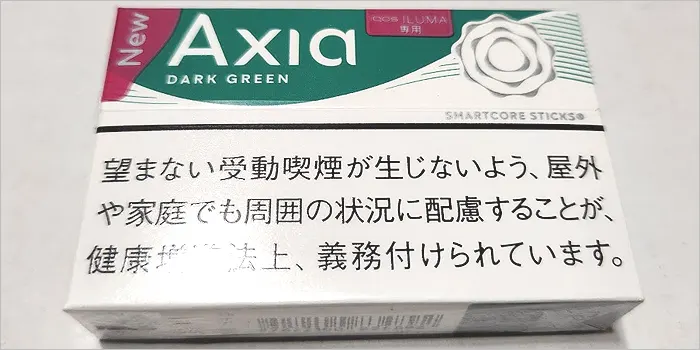 New
Axia
DARK GREEN
IQOS ILUMA
専用
SMARTCORE STICKS®
望まない受動喫煙が生じないよう、屋外
や家庭でも周囲の状況に配慮することが、
健康増進法上、義務付けられています。